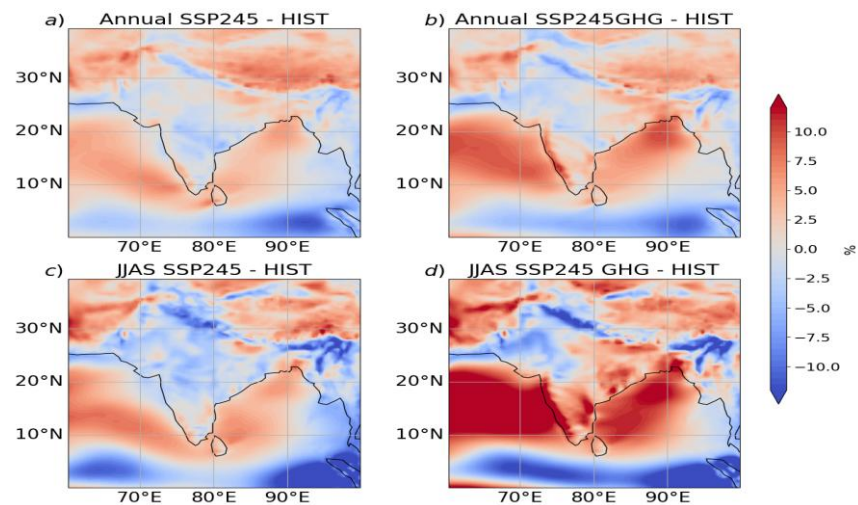 a) Annual SSP245 - HIST
b) Annual SSP245GHG - HIST
30°N
20°N
10°N
70°E 80°E 90°E
30°N
20°N
10°N
70°E 80°E 90°E
c) JJAS SSP245 - HIST
d) JJAS SSP245 GHG - HIST
30°N
20°N
10°N
70°E 80°E 90°E
30°N
20°N
10°N
70°E 80°E 90°E
10.0
7.5
5.0
2.5
0.0
−2.5
−5.0
−7.5
−10.0
%